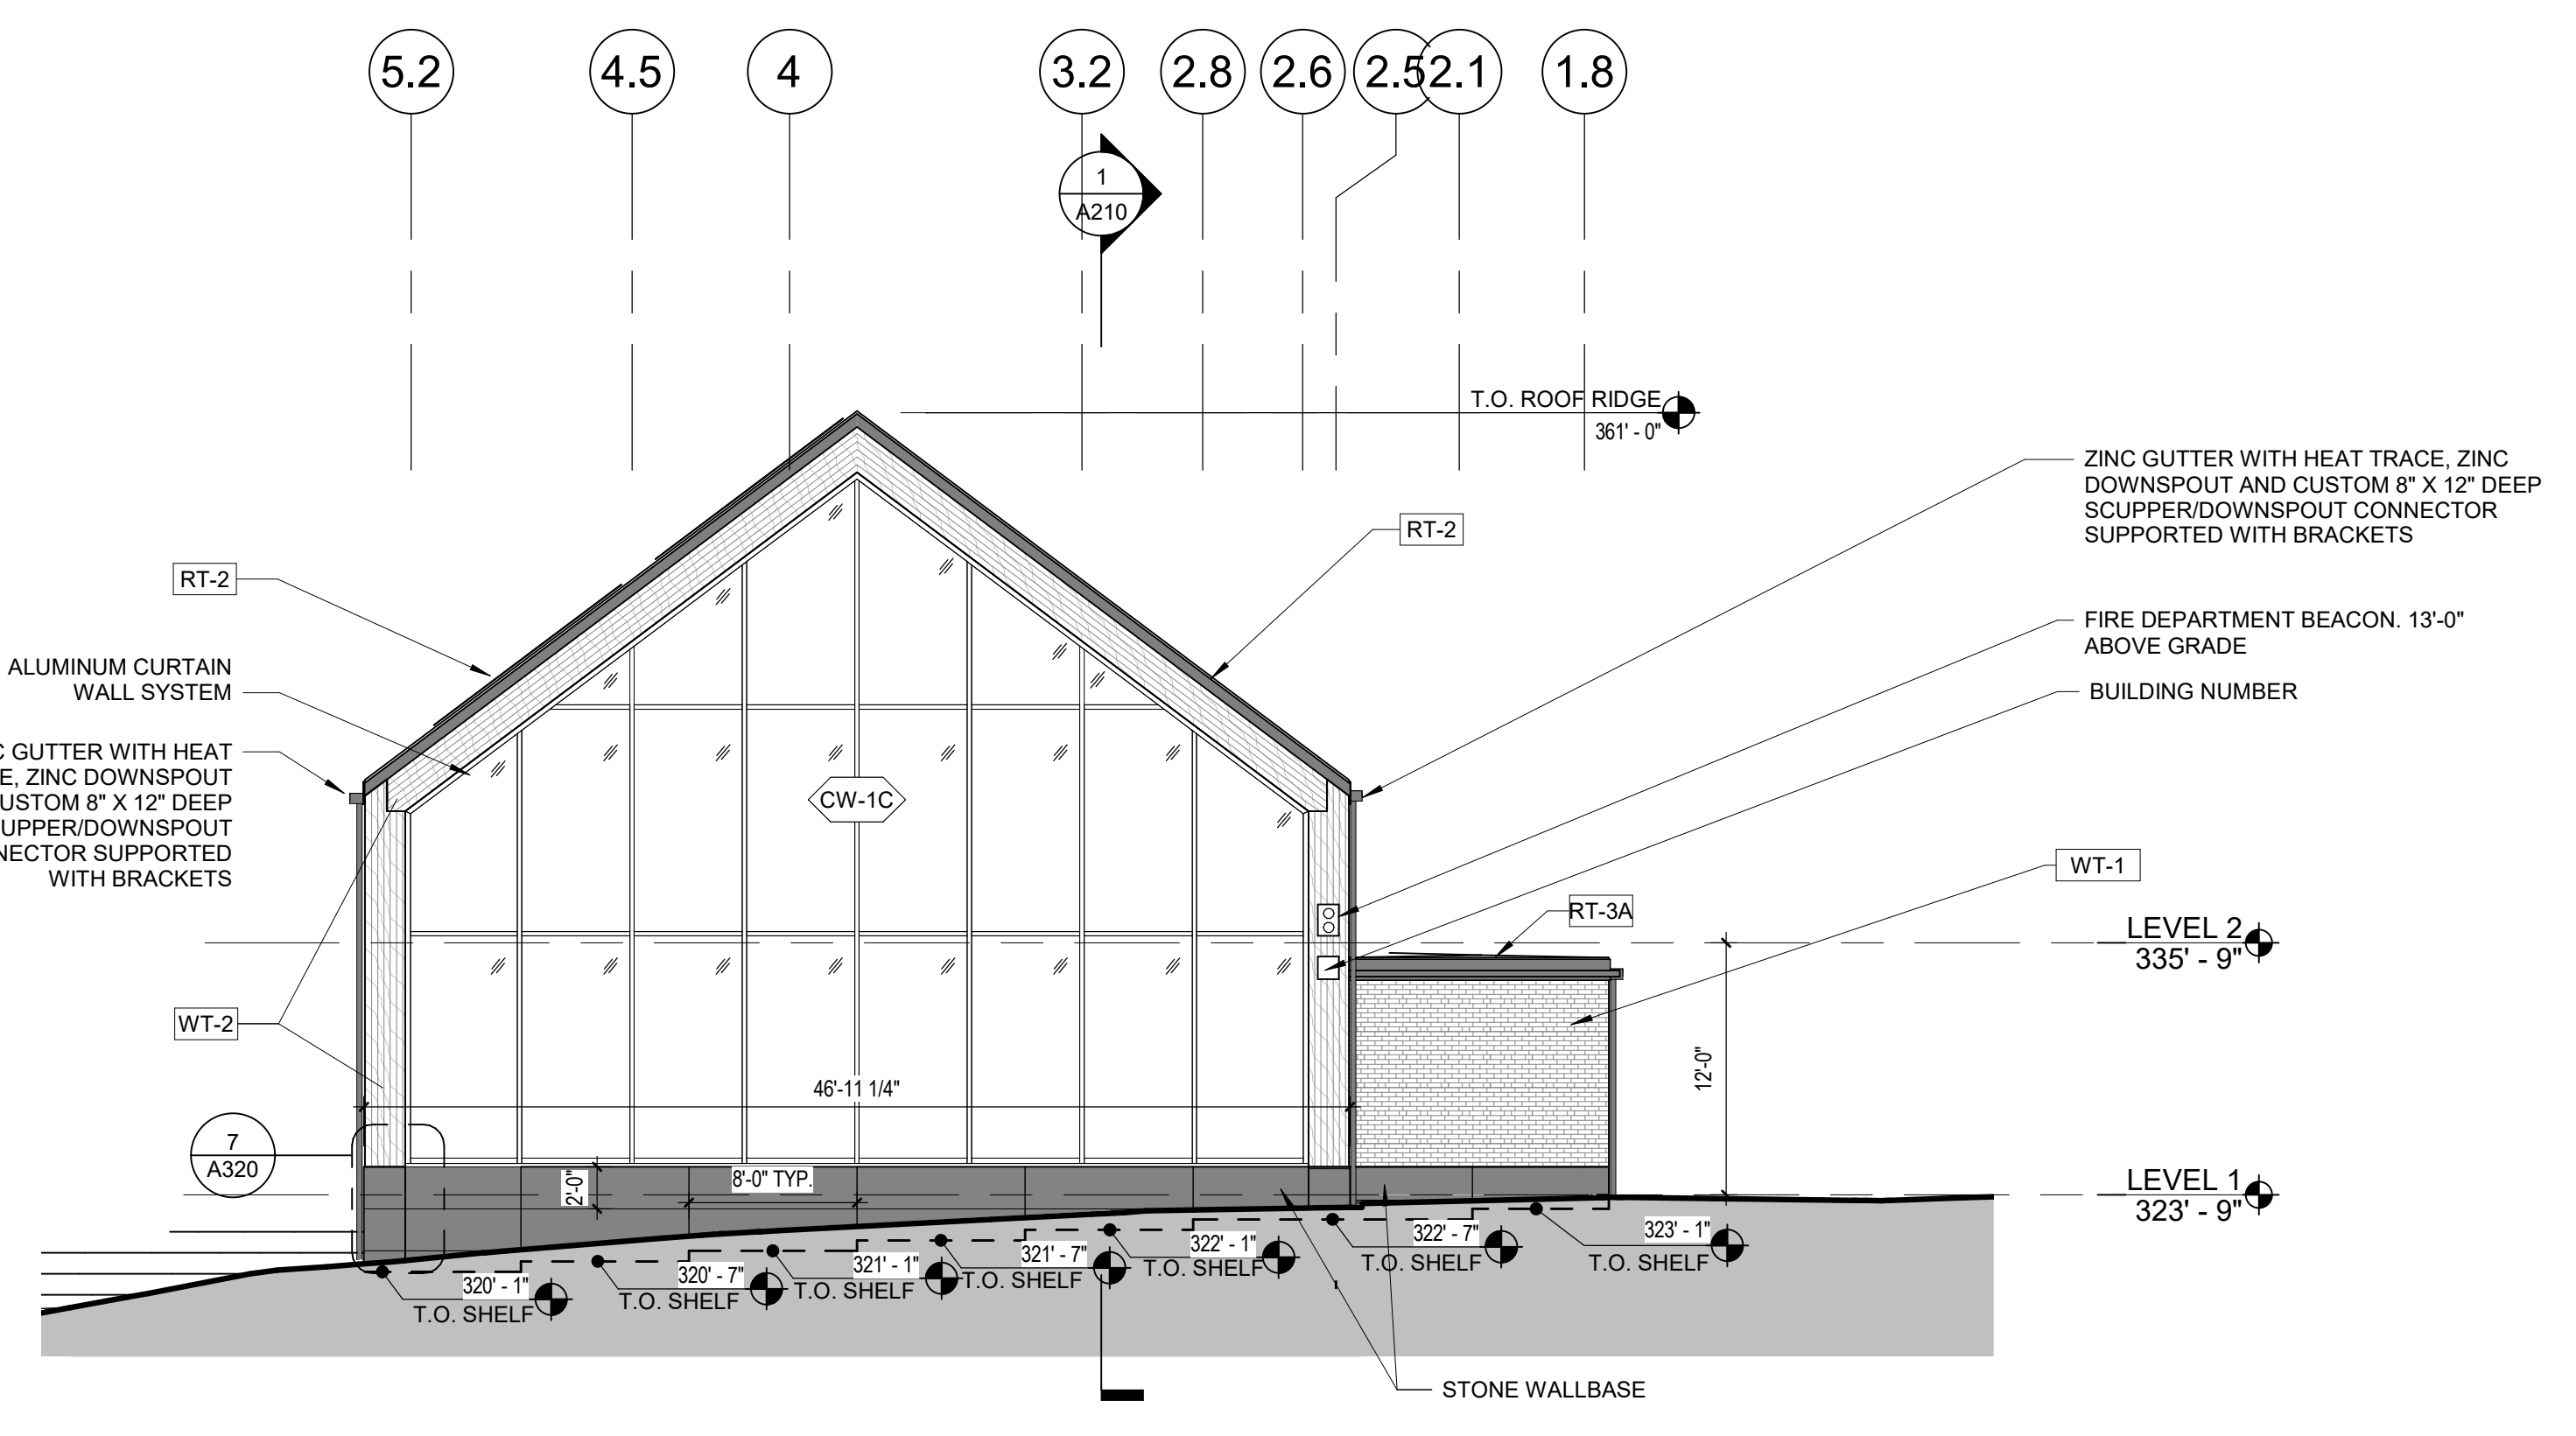 5.2
4.5
4
3.2
2.8
2.6
2.5
2.1
1.8
1
A210
T.O. ROOF RIDGE
361' - 0"
ZINC GUTTER WITH HEAT TRACE, ZINC
DOWNSPOUT AND CUSTOM 8" X 12" DEEP
SCUPPER/DOWNSPOUT CONNECTOR
SUPPORTED WITH BRACKETS
RT-2
RT-2
FIRE DEPARTMENT BEACON. 13'-0"
ABOVE GRADE
ALUMINUM CURTAIN
WALL SYSTEM
BUILDING NUMBER
C GUTTER WITH HEAT
E, ZINC DOWNSPOUT
USTOM 8" X 12" DEEP
UPPER/DOWNSPOUT
NECTOR SUPPORTED
WITH BRACKETS
CW-1C
WT-1
RT-3A
LEVEL 2
335' - 9"
WT-2
12'-0"
46'-11 1/4"
7
A320
2'-0"
8'-0" TYP.
LEVEL 1
323' - 9"
320' - 1"
T.O. SHELF
320' - 7"
T.O. SHELF
321' - 1"
T.O. SHELF
321' - 7"
T.O. SHELF
322' - 1"
T.O. SHELF
322' - 7"
T.O. SHELF
323' - 1"
T.O. SHELF
STONE WALLBASE